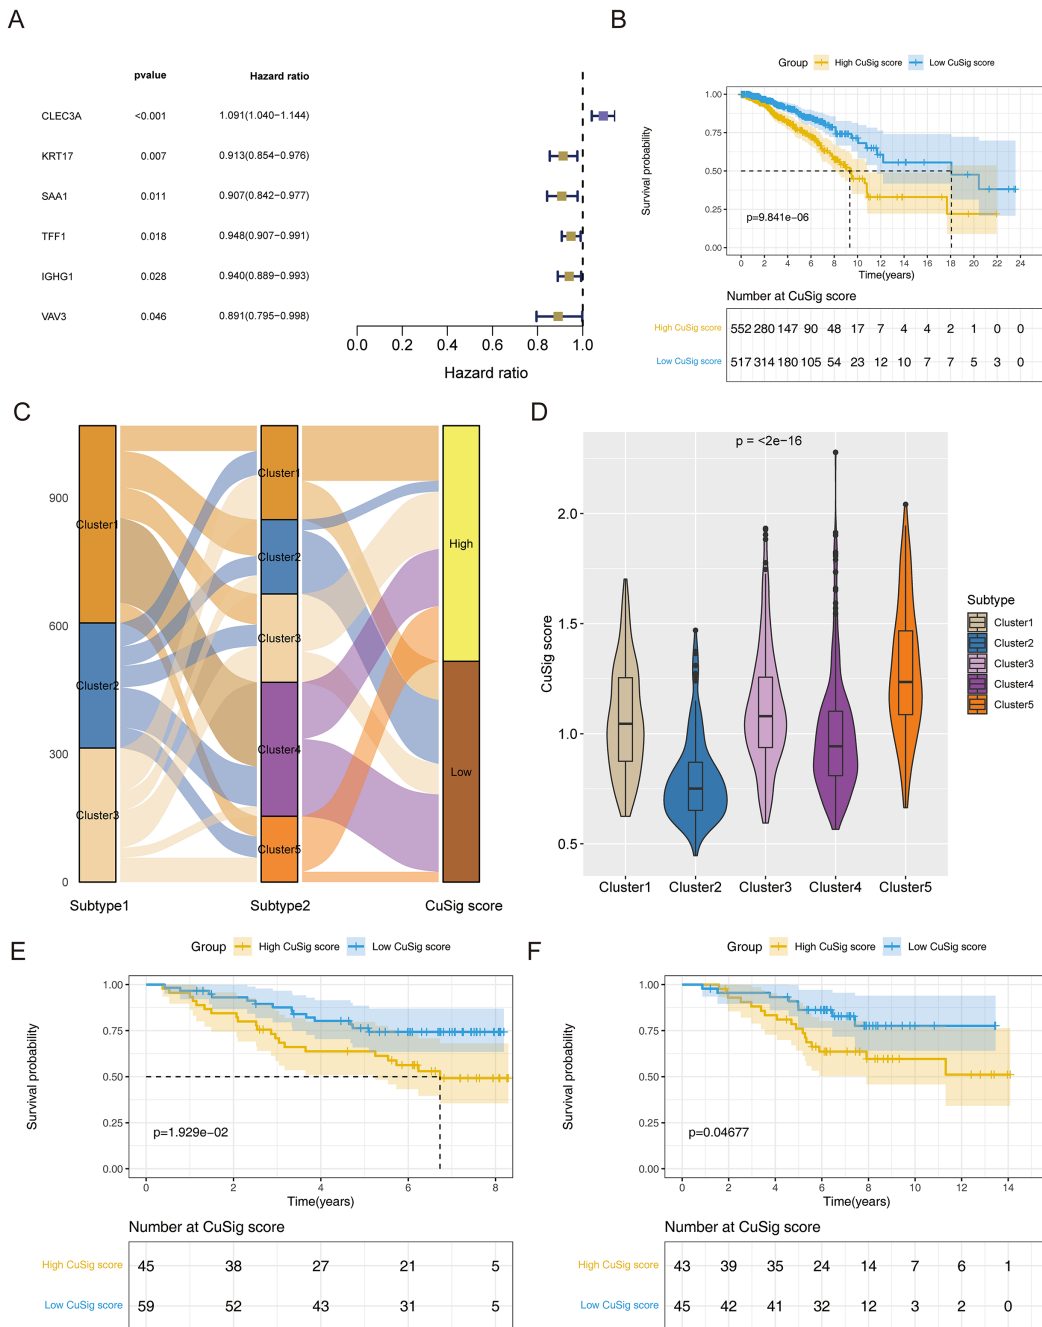 A
pvalue Hazard ratio
CLEC3A <0.001 1.091(1.040−1.144)
KRT17 0.007 0.913(0.854−0.976)
SAA1 0.011 0.907(0.842−0.977)
TFF1 0.018 0.948(0.907−0.991)
IGHG1 0.028 0.940(0.889−0.993)
VAV3 0.046 0.891(0.795−0.998)
0.0 0.2 0.4 0.6 0.8 1.0
Hazard ratio
B
Group High CuSig score Low CuSig score
1.00
0.75
0.50
0.25
0.00
Survival probability
p=9.841e−06
0 2 4 6 8 10 12 14 16 18 20 22 24
Time(years)
Number at CuSig score
High CuSig score 552 280 147 90 48 17 7 4 4 2 1 0 0
Low CuSig score 517 314 180 105 54 23 12 10 7 7 5 3 0
C
900
600
300
0
Cluster1
Cluster2
Cluster3
Cluster1
Cluster2
Cluster3
Cluster4
Cluster5
High
Low
Subtype1 Subtype2 CuSig score
D
p = <2e−16
2.0
1.5
1.0
0.5
CuSig score
Cluster1 Cluster2 Cluster3 Cluster4 Cluster5
Subtype
Cluster1
Cluster2
Cluster3
Cluster4
Cluster5
E
Group High CuSig score Low CuSig score
1.00
0.75
0.50
0.25
0.00
Survival probability
p=1.929e−02
0 2 4 6 8
Time(years)
Number at CuSig score
High CuSig score 45 38 27 21 5
Low CuSig score 59 52 43 31 5
F
Group High CuSig score Low CuSig score
1.00
0.75
0.50
0.25
0.00
Survival probability
p=0.04677
0 2 4 6 8 10 12 14
Time(years)
Number at CuSig score
High CuSig score 43 39 35 24 14 7 6 1
Low CuSig score 45 42 41 32 12 3 2 0